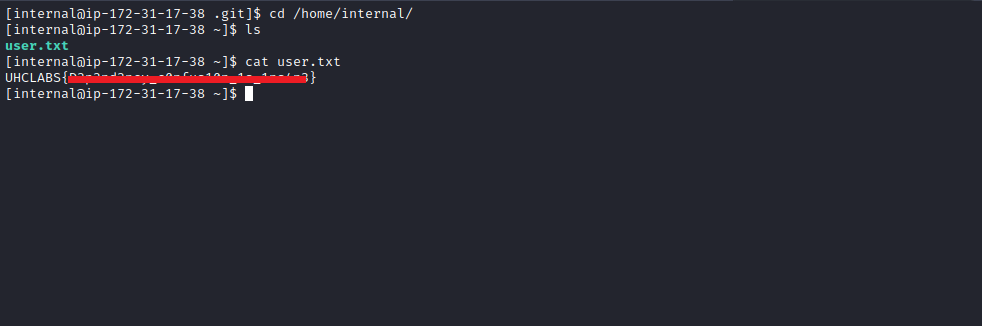 [internal@ip-172-31-17-38 .git]$ cd /home/internal/
[internal@ip-172-31-17-38 ~]$ ls
user.txt
[internal@ip-172-31-17-38 ~]$ cat user.txt
UHCLABS{ }
[internal@ip-172-31-17-38 ~]$